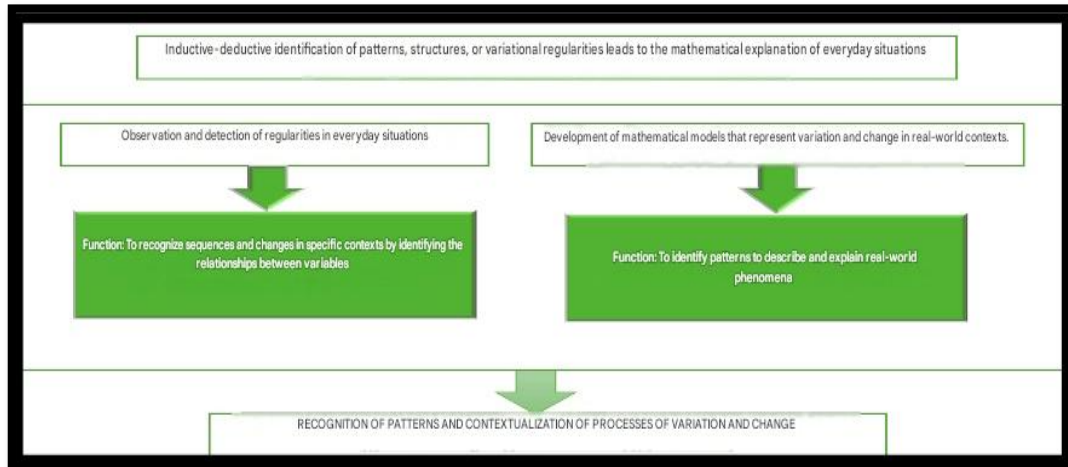 Inductive-deductive identification of patterns, structures, or variational regularities leads to the mathematical explanation of everyday situations
Observation and detection of regularities in everyday situations
Development of mathematical models that represent variation and change in real-world contexts.
Function: To recognize sequences and changes in specific contexts by identifying the
relationships between variables
Function: To identify patterns to describe and explain real-world
phenomena
RECOGNITION OF PATTERNS AND CONTEXTUALIZATION OF PROCESSES OF VARIATION AND CHANGE